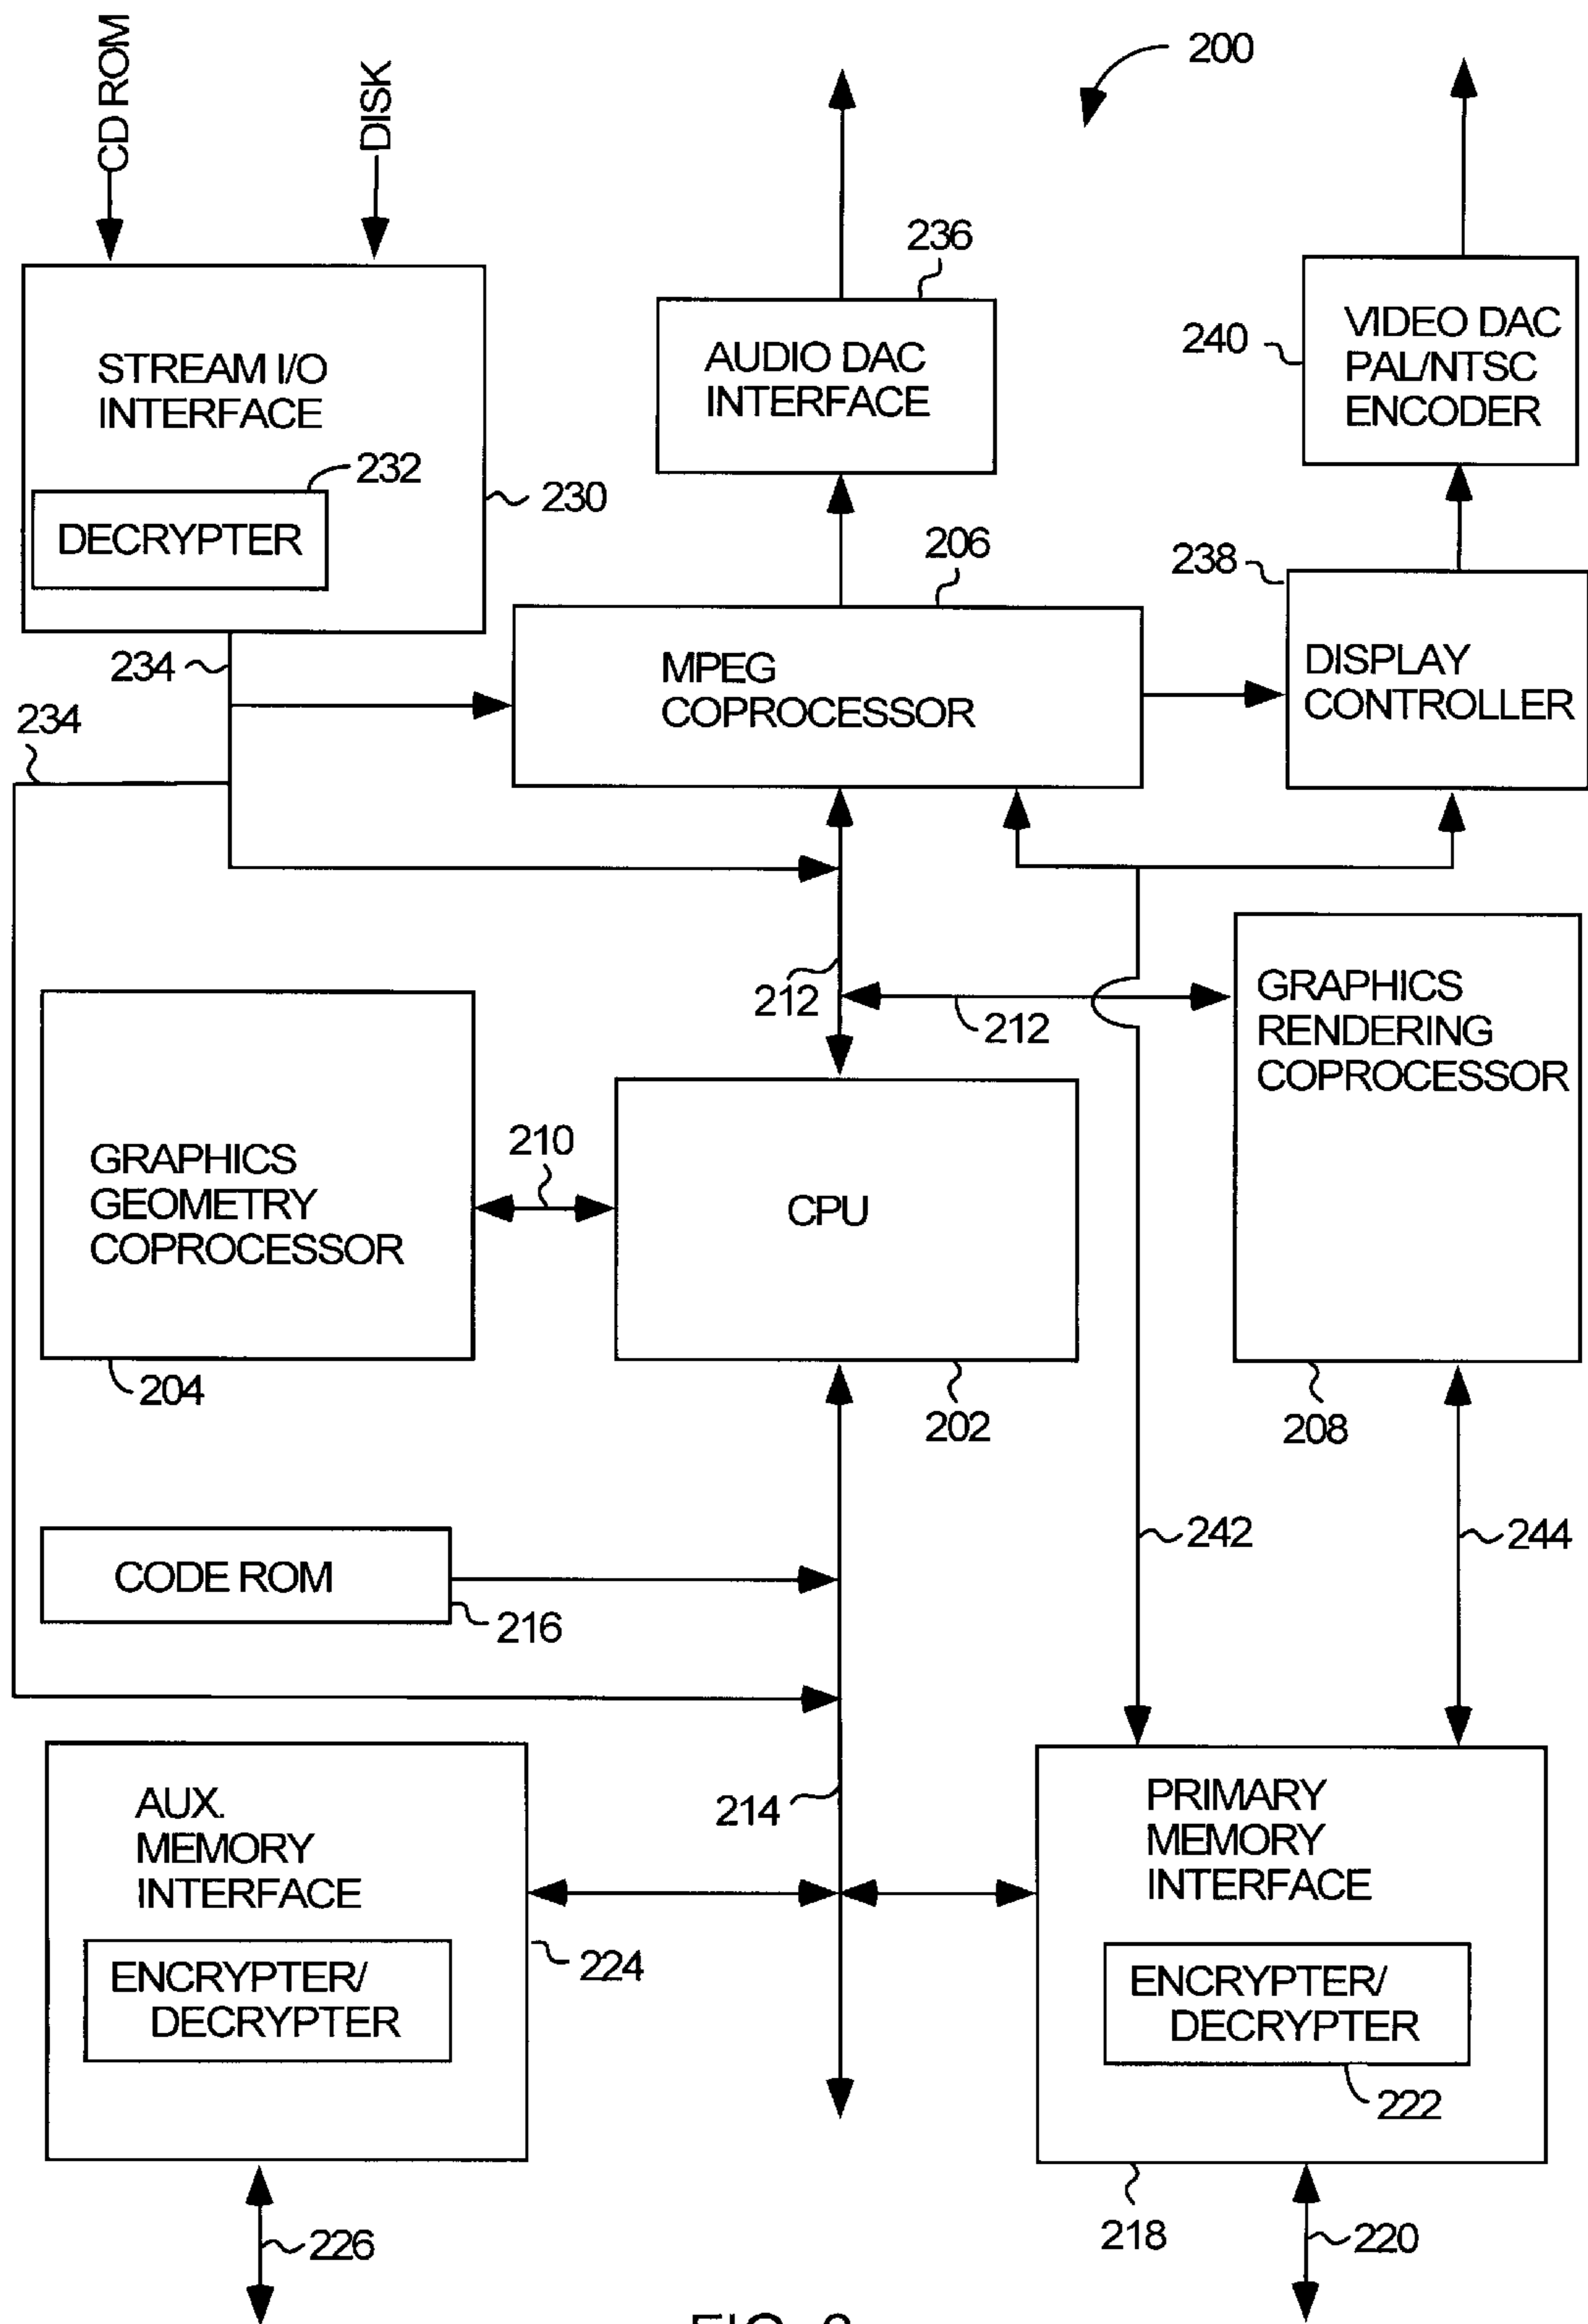 CD ROM
DISK
200
236
STREAM I/O
INTERFACE
AUDIO DAC
INTERFACE
240
VIDEO DAC
PAL/NTSC
ENCODER
232
DECRYPTER
230
206
238
234
MPEG
COPROCESSOR
DISPLAY
CONTROLLER
234
212
212
GRAPHICS
RENDERING
COPROCESSOR
210
GRAPHICS
GEOMETRY
COPROCESSOR
CPU
204
202
208
CODE ROM
216
242
244
214
AUX.
MEMORY
INTERFACE
PRIMARY
MEMORY
INTERFACE
224
ENCRYPTER/
DECRYPTER
ENCRYPTER/
DECRYPTER
222
226
218
220